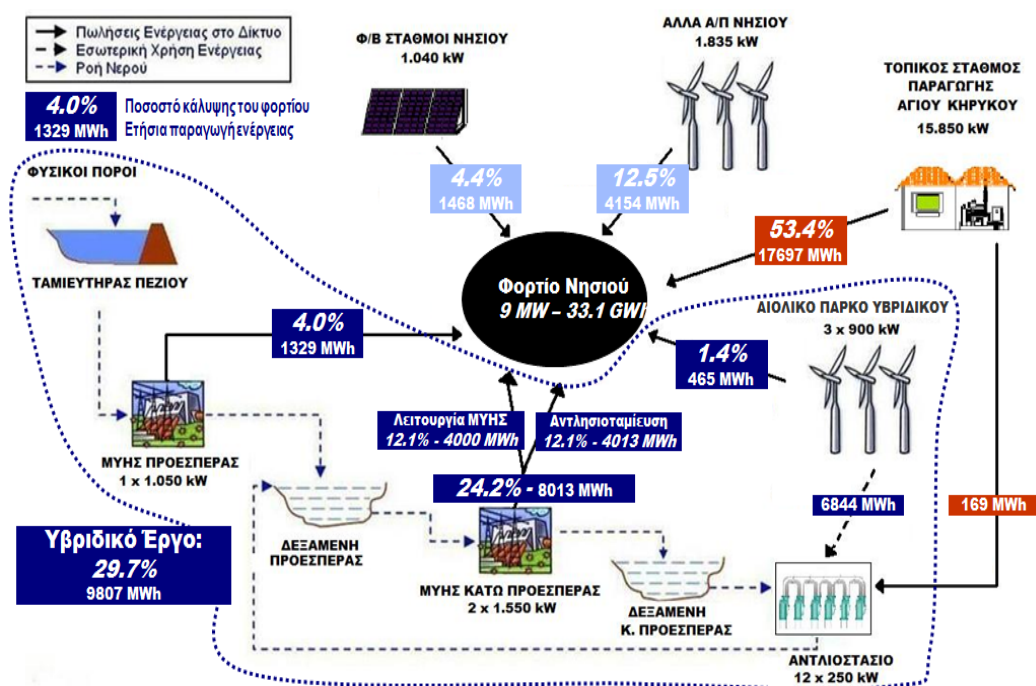 Πωλήσεις Ενέργειας στο Δίκτυο
Εσωτερική Χρήση Ενέργειας
Ροή Νερού
4.0%
1329 MWh
Ποσοστό κάλυψης του φορτίου
Ετήσια παραγωγή ενέργειας
Φ/Β ΣΤΑΘΜΟΙ ΝΗΣΙΟΥ
1.040 kW
ΑΛΛΑ Α/Π ΝΗΣΙΟΥ
1.835 kW
ΤΟΠΙΚΟΣ ΣΤΑΘΜΟΣ
ΠΑΡΑΓΩΓΗΣ
ΑΓΙΟΥ ΚΗΡΥΚΟΥ
15.850 kW
4.4%
1468 MWh
12.5%
4154 MWh
53.4%
17697 MWh
ΦΥΣΙΚΟΙ ΠΟΡΟΙ
ΤΑΜΙΕΥΤΗΡΑΣ ΠΕΖΙΟΥ
Φορτίο Νησιού
9 MW – 33.1 GWh
ΑΙΟΛΙΚΟ ΠΑΡΚΟ ΥΒΡΙΔΙΚΟΥ
3 x 900 kW
4.0%
1329 MWh
1.4%
465 MWh
Λειτουργία ΜΥΗΣ
12.1% - 4000 MWh
Αντλησιοταμίευση
12.1% - 4013 MWh
ΜΥΗΣ ΠΡΟΕΣΠΕΡΑΣ
1 x 1.050 kW
24.2% - 8013 MWh
6844 MWh
169 MWh
Υβριδικό Έργο:
29.7%
9807 MWh
ΔΕΞΑΜΕΝΗ
ΠΡΟΕΣΠΕΡΑΣ
ΜΥΗΣ ΚΑΤΩ ΠΡΟΕΣΠΕΡΑΣ
2 x 1.550 kW
ΔΕΞΑΜΕΝΗ
Κ. ΠΡΟΕΣΠΕΡΑΣ
ΑΝΤΛΙΟΣΤΑΣΙΟ
12 x 250 kW